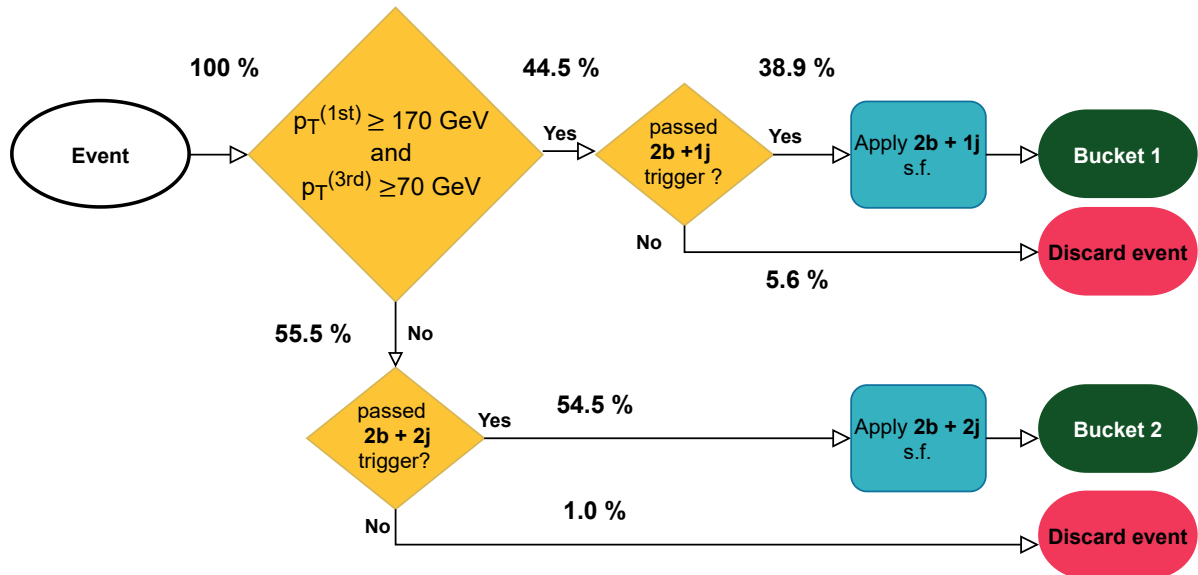 100 %
44.5 %
38.9 %
Event
p_T^(1st) ≥ 170 GeV
and
p_T^(3rd) ≥70 GeV
Yes
passed
2b +1j
trigger ?
Yes
Apply 2b + 1j
s.f.
Bucket 1
No
5.6 %
Discard event
55.5 %
No
passed
2b + 2j
trigger?
Yes
54.5 %
Apply 2b + 2j
s.f.
Bucket 2
No
1.0 %
Discard event